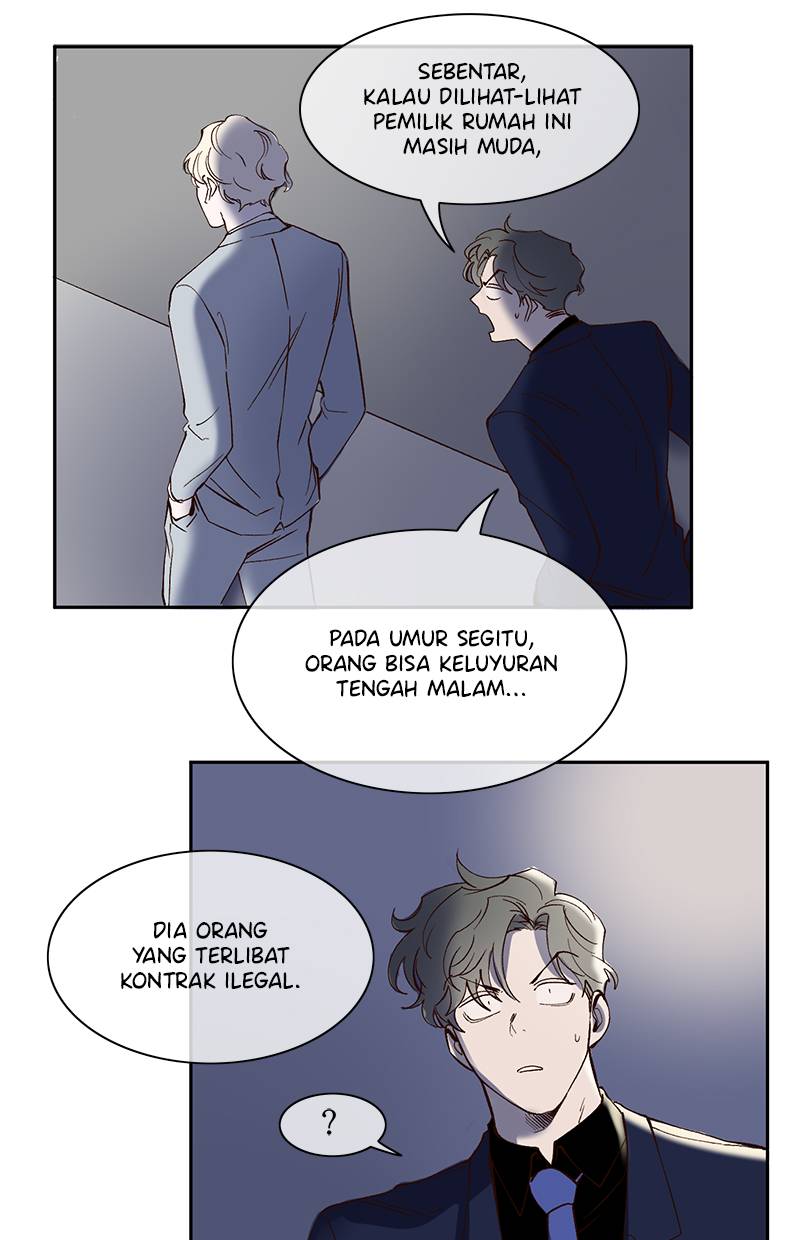 SEBENTAR,
KALAU DILIHAT-LIHAT
PEMILIK RUMAH INI
MASIH MUDA,
PADA UMUR SEGITU,
ORANG BISA KELUYURAN
TENGAH MALAM...
DIA ORANG
YANG TERLIBAT
KONTRAK ILEGAL.
?